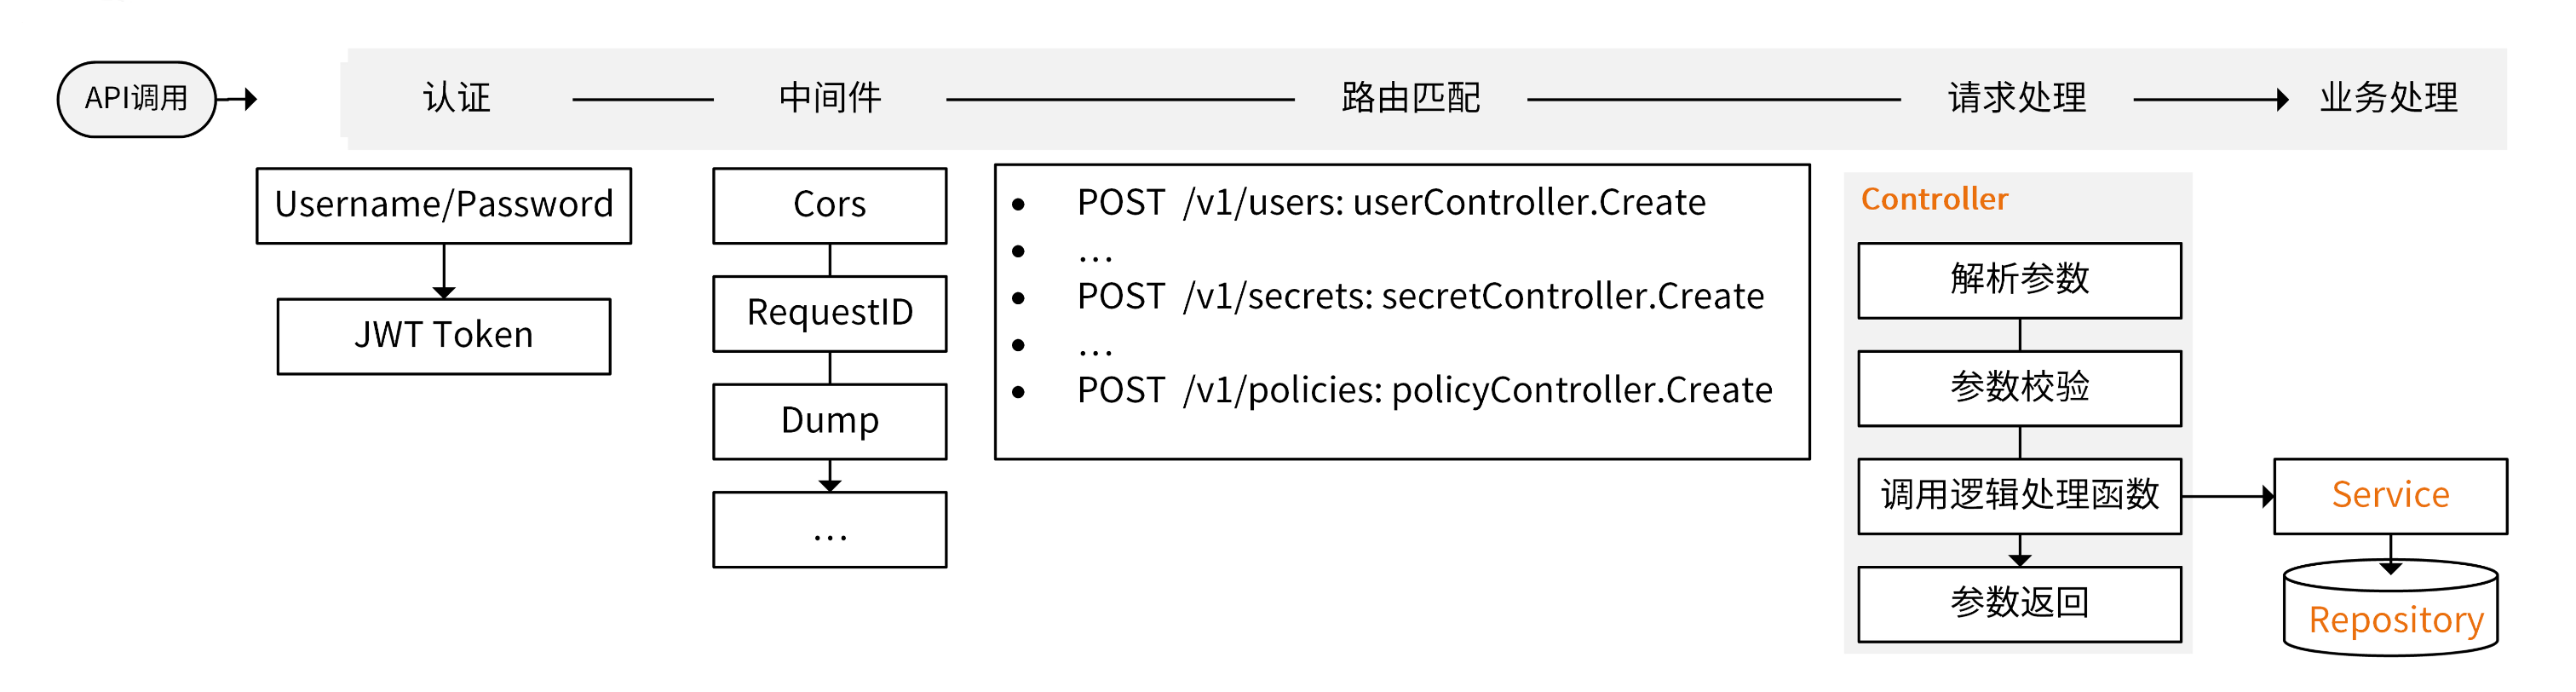 API调用
认证
中间件
路由匹配
请求处理
业务处理
Username/Password
JWT Token
Cors
RequestID
Dump
...
• POST /v1/users: userController.Create
• ...
• POST /v1/secrets: secretController.Create
• ...
• POST /v1/policies: policyController.Create
Controller
解析参数
参数校验
调用逻辑处理函数
参数返回
Service
Repository